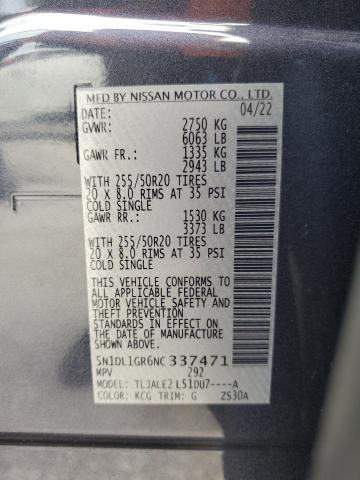 MFD BY NISSAN MOTOR CO., LTD.
DATE: 04/22
GVWR: 2750 KG
6063 LB
GAWR FR.: 1335 KG
2943 LB
WITH 255/50R20 TIRES
20 X 8.0 RIMS AT 35 PSI
COLD SINGLE
GAWR RR.: 1530 KG
3373 LB
WITH 255/50R20 TIRES
20 X 8.0 RIMS AT 35 PSI
COLD SINGLE
THIS VEHICLE CONFORMS TO ALL
APPLICABLE FEDERAL
MOTOR VEHICLE SAFETY, BUMPER, AND
THEFT PREVENTION
STANDARDS IN EFFECT
ON THE DATE OF
MANUFACTURE SHOWN ABOVE.
5N1DL1GR6NC 337471
MPV 292
MODEL: TLJALE2 L51DU7----A
COLOR: KCG TRIM: G ZS30A